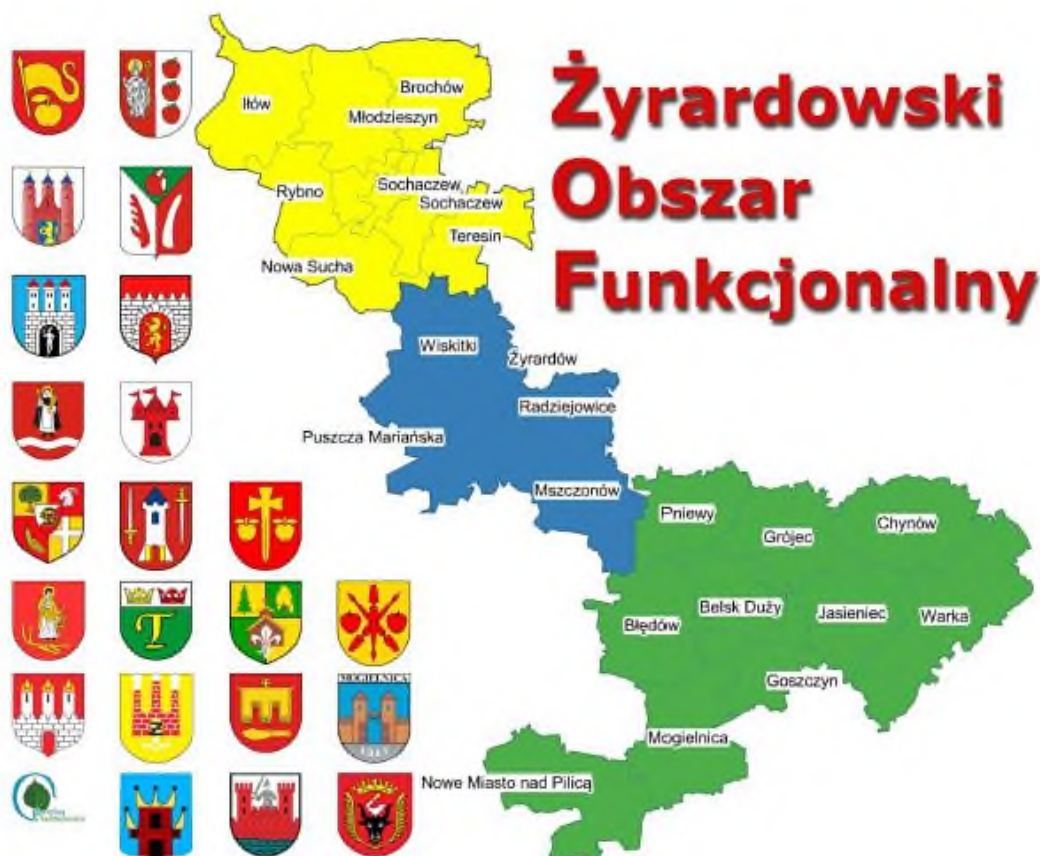 Żyrardowski
Obszar
Funkcjonalny
Brochów
Iłów
Młodzieszyn
Rybno
Sochaczew
Sochaczew
Teresin
Nowa Sucha
Wiskitki
Żyrardów
Radziejowice
Puszcza Mariańska
Mszczonów
Pniewy
Grójec
Chynów
Belsk Duży
Jasieniec
Warka
Błędów
Goszczyn
Mogielnica
Nowe Miasto nad Pilicą
T
MOGIELNICA
Z